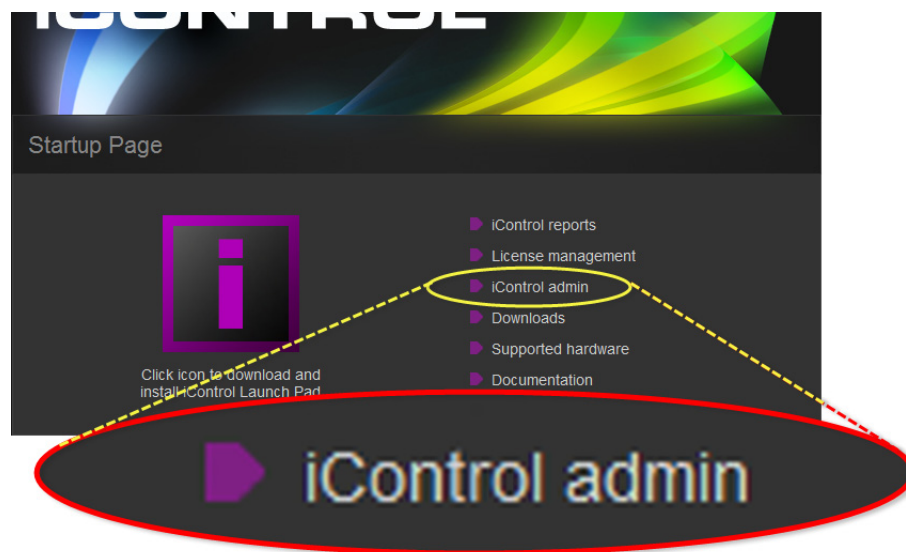 iCONTROL
Startup Page
iControl reports
License management
iControl admin
Downloads
Supported hardware
Documentation
Click icon to download and
install iControl Launch Pad
iControl admin